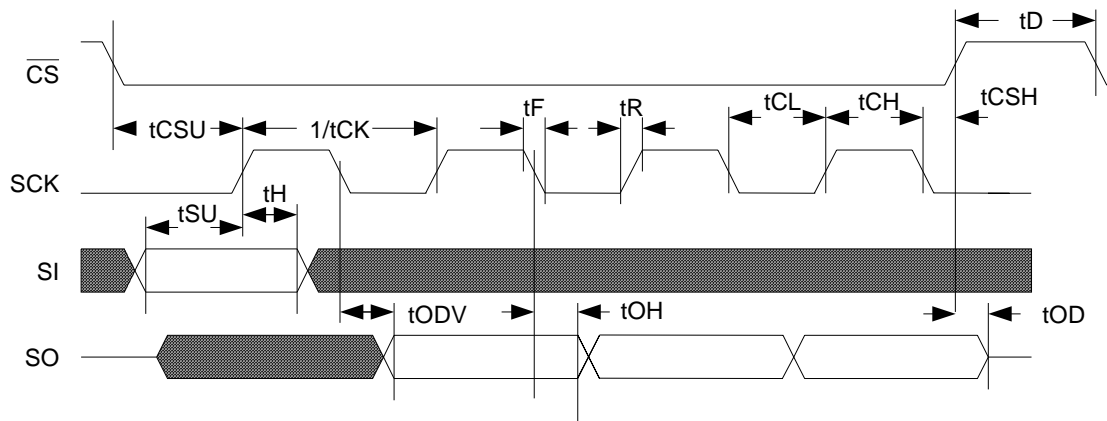 tD
CS
tF tR tCL tCH tCSH
tCSU 1/tCK
SCK
tSU tH
SI
tODV tOH tOD
SO